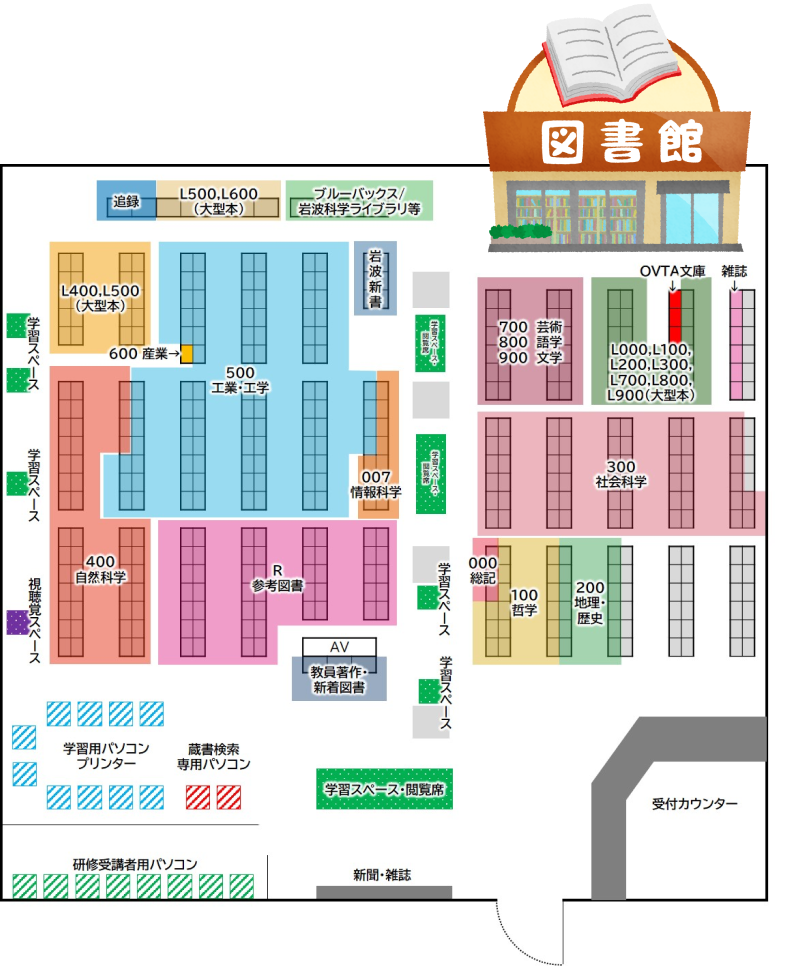 図書館
追録
L500,L600
（大型本）
ブルーバックス/
岩波科学ライブラリ等
L400,L500
（大型本）
岩波新書
OVTA文庫
↓
雑誌
↓
700 芸術
800 語学
900 文学
L000,L100,
L200,L300,
L700,L800,
L900（大型本）
学習スペース
学習スペース・
閲覧席
600 産業→
500
工業・工学
300
社会科学
学習スペース
学習スペース・
閲覧席
007
情報科学
400
自然科学
R
参考図書
000
総記
100
哲学
200
地理・
歴史
学習スペース
視聴覚スペース
AV
教員著作・
新着図書
学習スペース
学習用パソコン
プリンター
蔵書検索
専用パソコン
学習スペース・閲覧席
受付カウンター
研修受講者用パソコン
新聞・雑誌